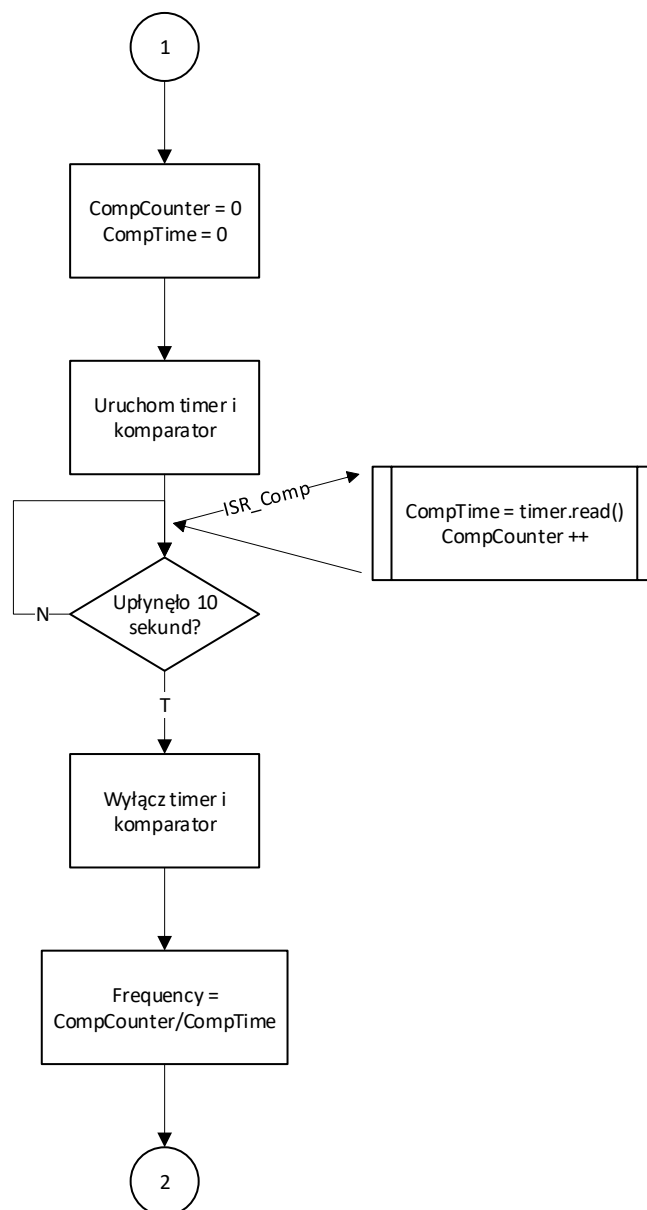 1
CompCounter = 0
CompTime = 0
Uruchom timer i
komparator
ISR_Comp
CompTime = timer.read()
CompCounter ++
Upłynęło 10
sekund?
N
T
Wyłącz timer i
komparator
Frequency =
CompCounter/CompTime
2